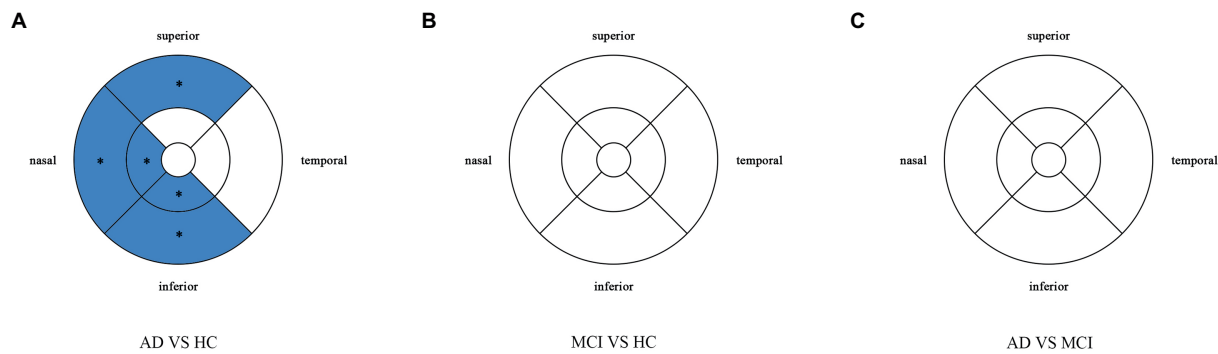 A
superior
*
nasal
*
*
temporal
*
*
inferior
AD VS HC
B
superior
nasal
temporal
inferior
MCI VS HC
C
superior
nasal
temporal
inferior
AD VS MCI